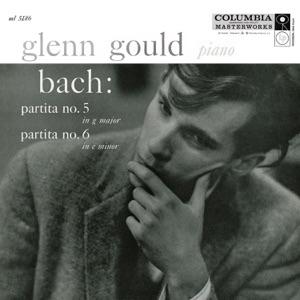 ml 5186
COLUMBIA
MASTERWORKS
glenn gould piano
bach:
partita no. 5
in g major
partita no. 6
in e minor